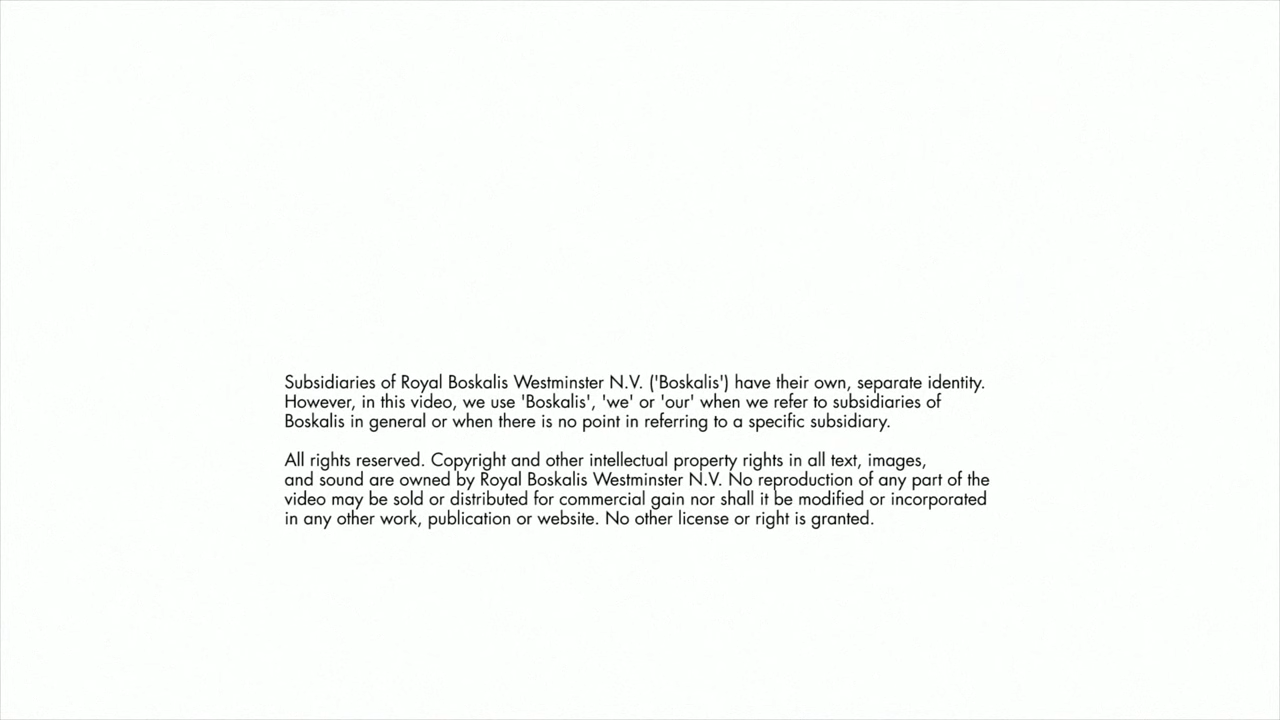 Subsidiaries of Royal Boskalis Westminster N.V. ('Boskalis') have their own, separate identity.
However, in this video, we use 'Boskalis', 'we' or 'our' when we refer to subsidiaries of
Boskalis in general or when there is no point in referring to a specific subsidiary.
All rights reserved. Copyright and other intellectual property rights in all text, images,
and sound are owned by Royal Boskalis Westminster N.V. No reproduction of any part of the
video may be sold or distributed for commercial gain nor shall it be modified or incorporated
in any other work, publication or website. No other license or right is granted.